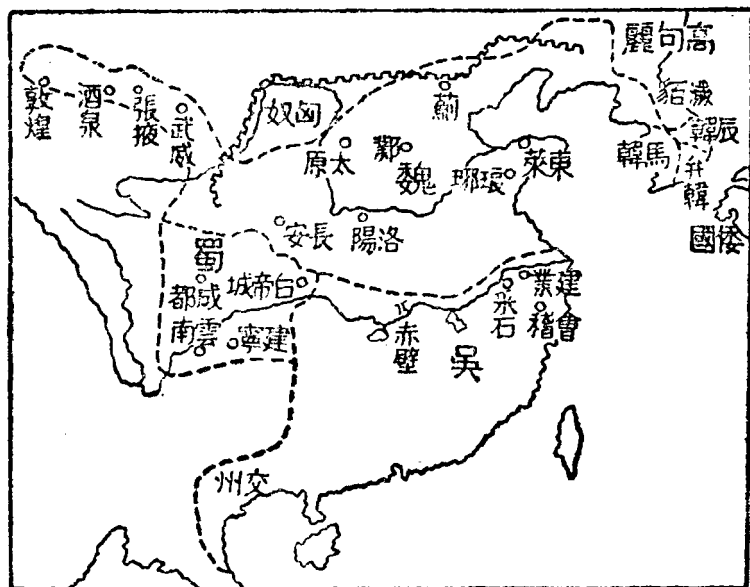 高句麗
濊貊
辰韓
馬韓
弁韓
倭國
薊
匈奴
敦煌
酒泉
張掖
武威
太原
鄴
魏
瑯琊
東萊
長安
洛陽
蜀
成都
白帝城
雲南
建寧
赤壁
吳
采石
建業
會稽
交州